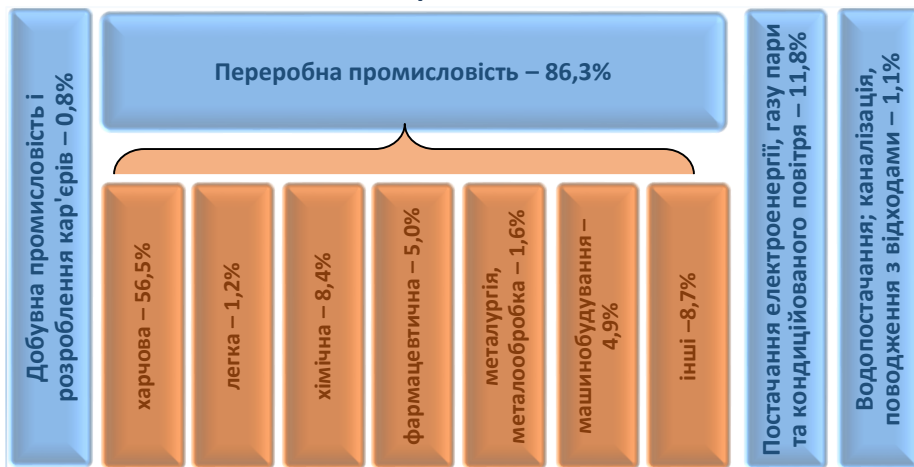 Добувна промисловість і
розроблення кар'єрів – 0,8%
Переробна промисловість – 86,3%
харчова – 56,5%
легка – 1,2%
хімічна – 8,4%
фармацевтична – 5,0%
металургія,
металообробка – 1,6%
машинобудування –
4,9%
інші –8,7%
Постачання електроенергії, газу пари
та кондиційованого повітря – 11,8%
Водопостачання; каналізація,
поводження з відходами – 1,1%